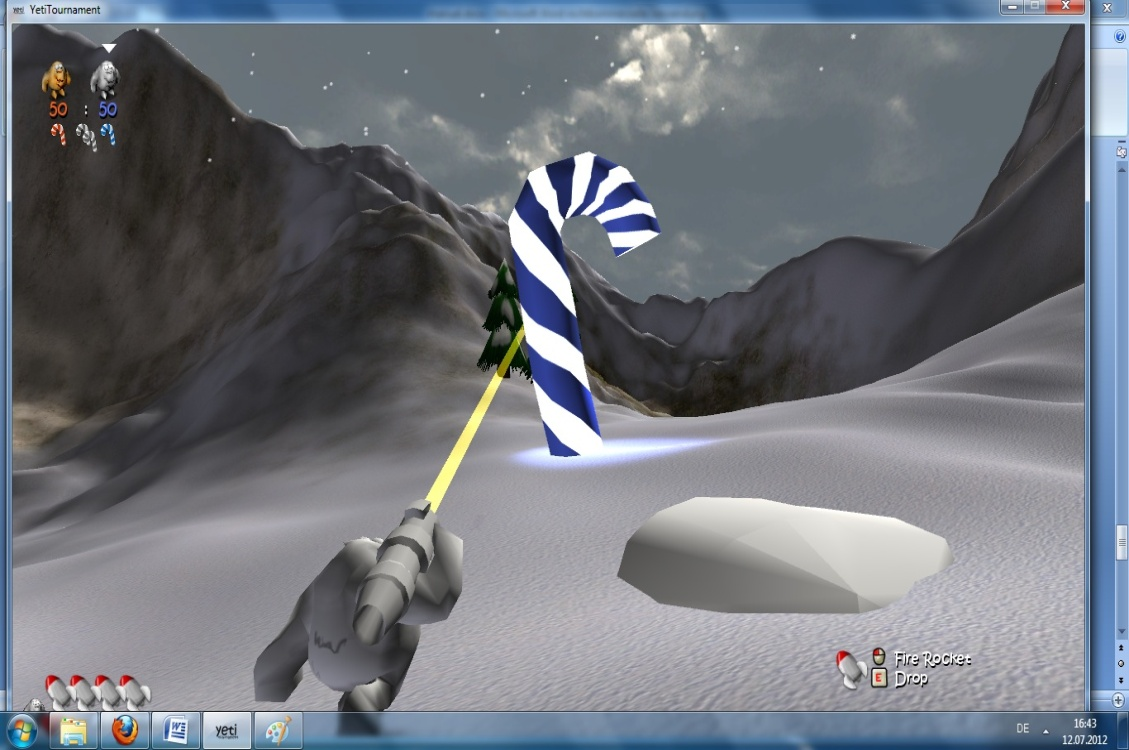 YetiTournament
50 : 50
Fire Rocket
E Drop
yeti
DE
16:43
12.07.2012